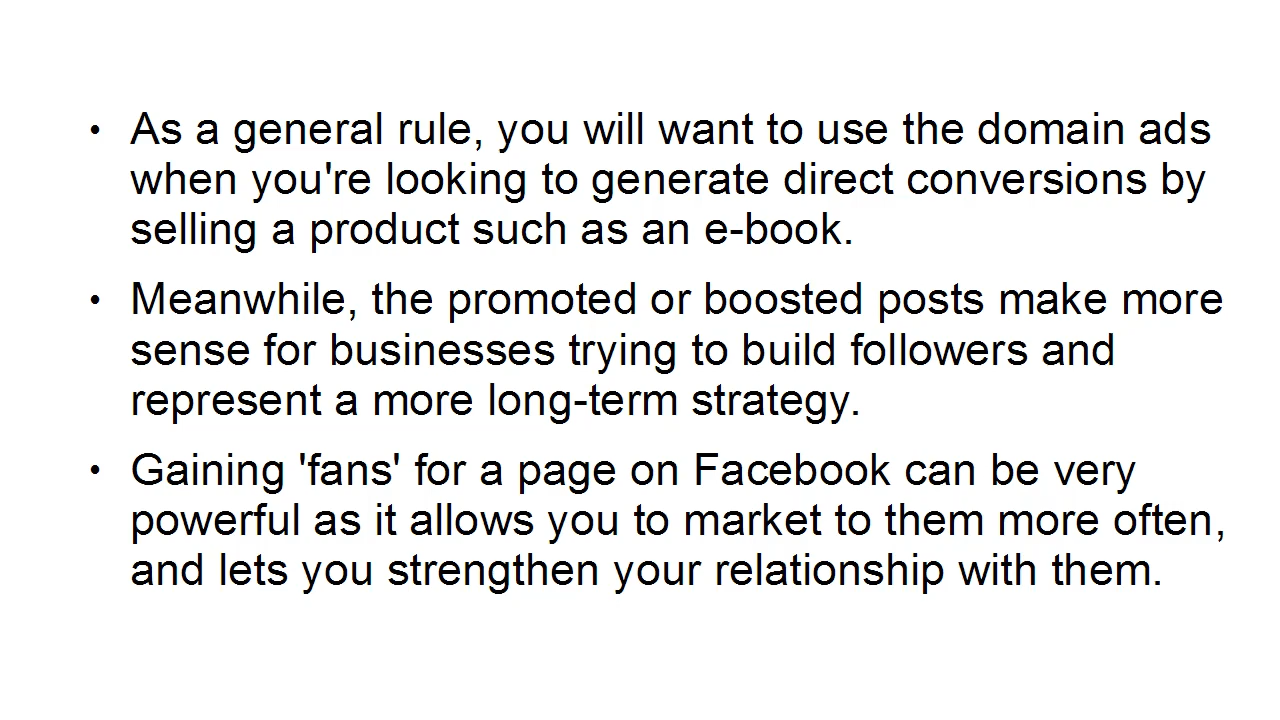 • As a general rule, you will want to use the domain ads
when you're looking to generate direct conversions by
selling a product such as an e-book.
• Meanwhile, the promoted or boosted posts make more
sense for businesses trying to build followers and
represent a more long-term strategy.
• Gaining 'fans' for a page on Facebook can be very
powerful as it allows you to market to them more often,
and lets you strengthen your relationship with them.